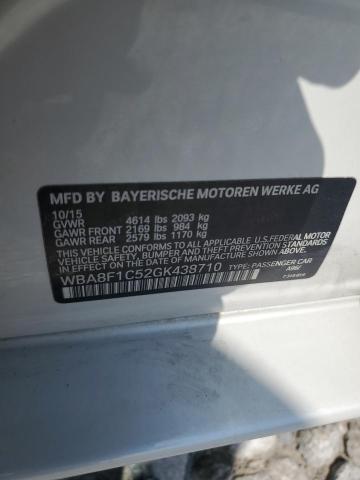 MFD BY BAYERISCHE MOTOREN WERKE AG
10/15
GVWR 4614 lbs 2093 kg
GAWR FRONT 2169 lbs 984 kg
GAWR REAR 2579 lbs 1170 kg
THIS VEHICLE CONFORMS TO ALL APPLICABLE U.S. FEDERAL
MOTOR VEHICLE SAFETY, BUMPER, AND THEFT PREVENTION
STANDARDS IN EFFECT ON THE DATE OF MANUFACTURE SHOWN ABOVE.
WBA8F1C52GK438710 TYPE: PASSENGER CAR